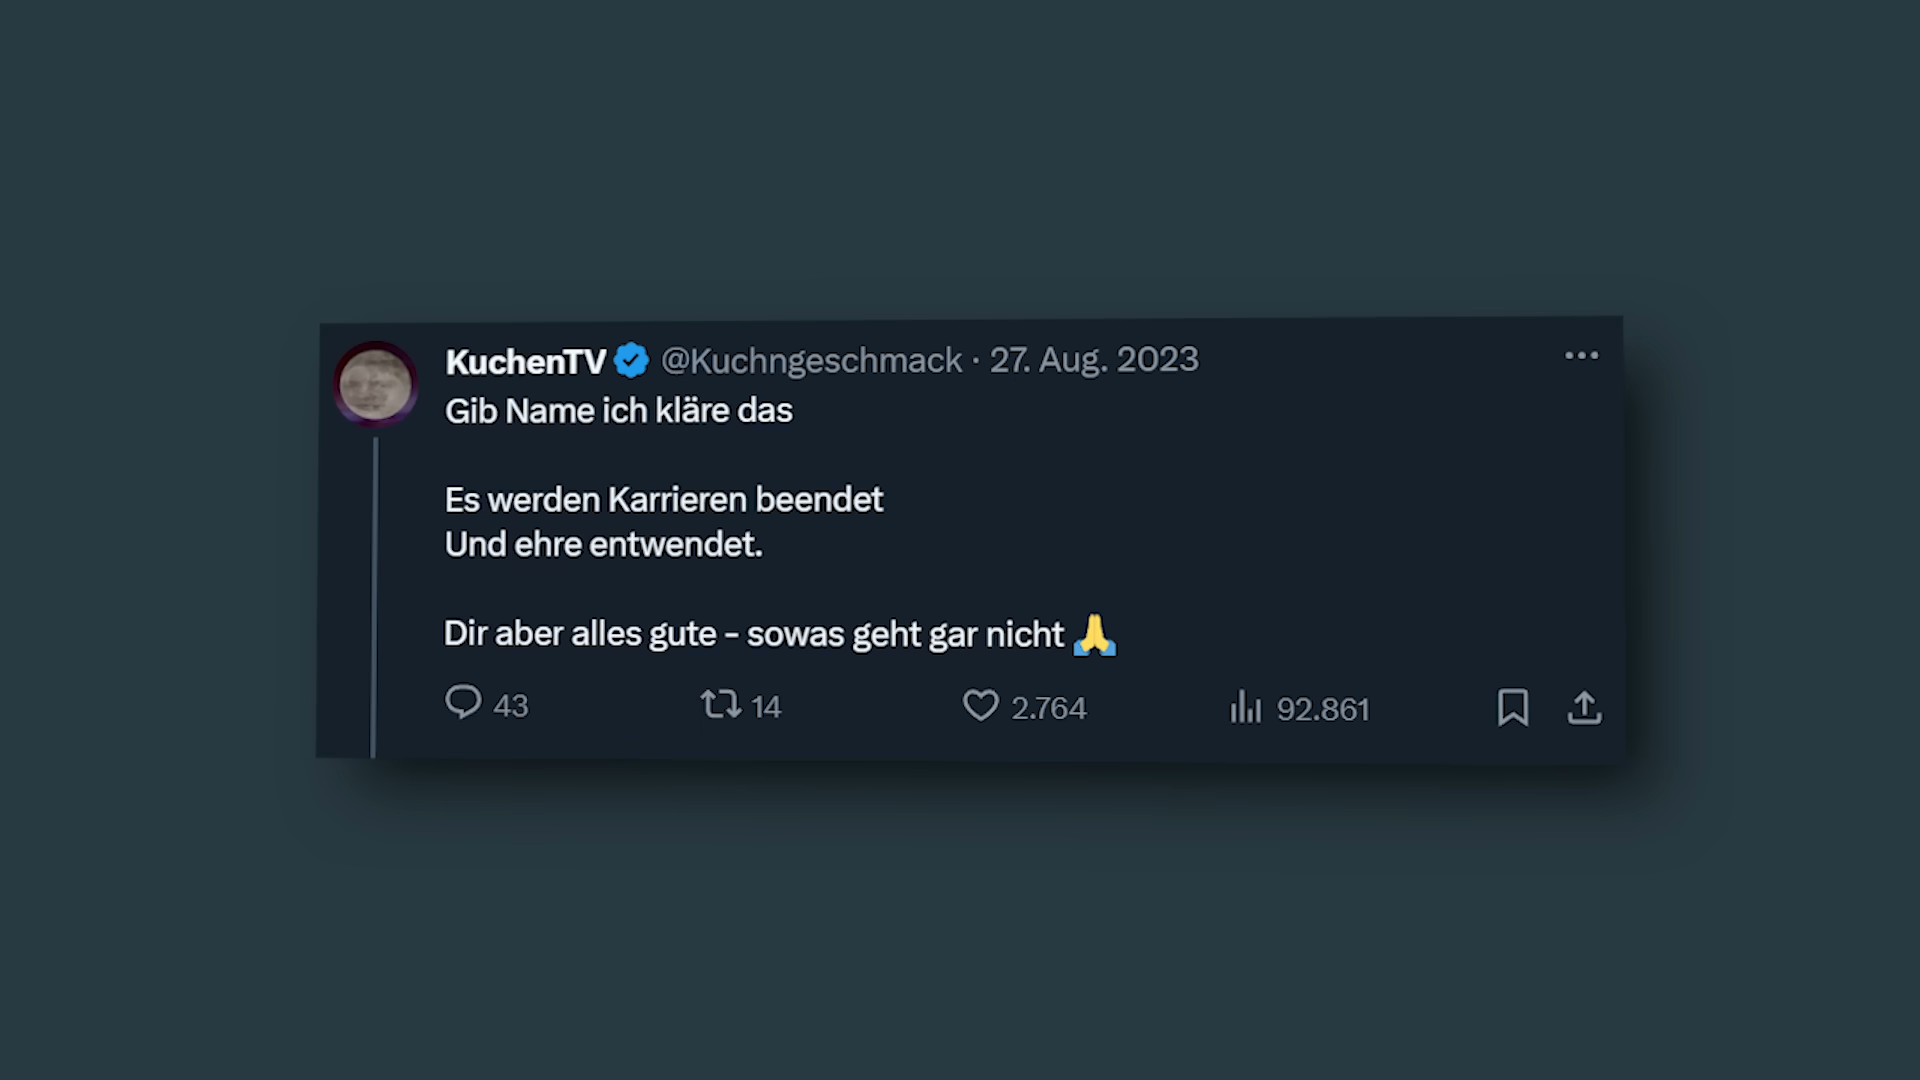 KuchenTV @Kuchngeschmack · 27. Aug. 2023
Gib Name ich kläre das
Es werden Karrieren beendet
Und ehre entwendet.
Dir aber alles gute - sowas geht gar nicht 🙏
43 14 2.764 92.861